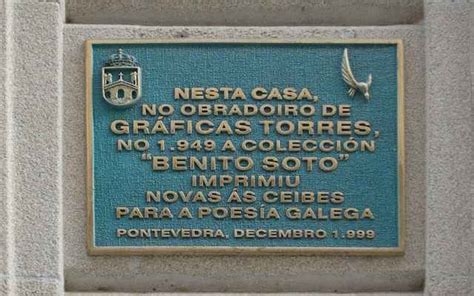 NESTA CASA,
NO OBRADOIRO DE
GRÁFICAS TORRES,
NO 1.949 A COLECCIÓN
"BENITO SOTO"
IMPRIMIU
NOVAS ÁS CEIBES
PARA A POESÍA GALEGA
PONTEVEDRA, DECEMBRO 1.999